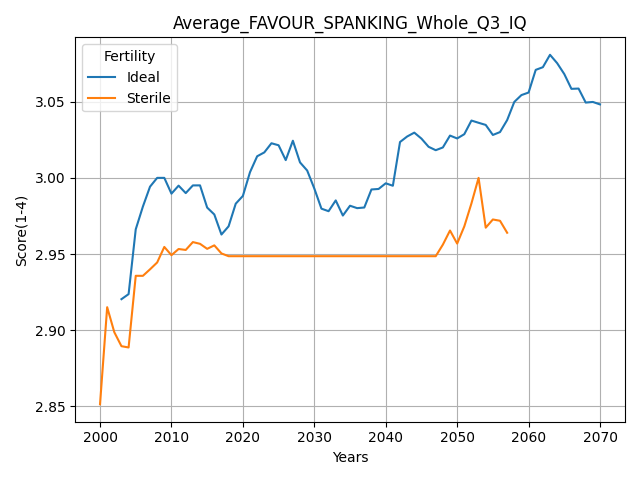 Average_FAVOUR_SPANKING_Whole_Q3_IQ
Fertility
Ideal
Sterile
3.05
3.00
2.95
2.90
2.85
Score(1-4)
2000 2010 2020 2030 2040 2050 2060 2070
Years